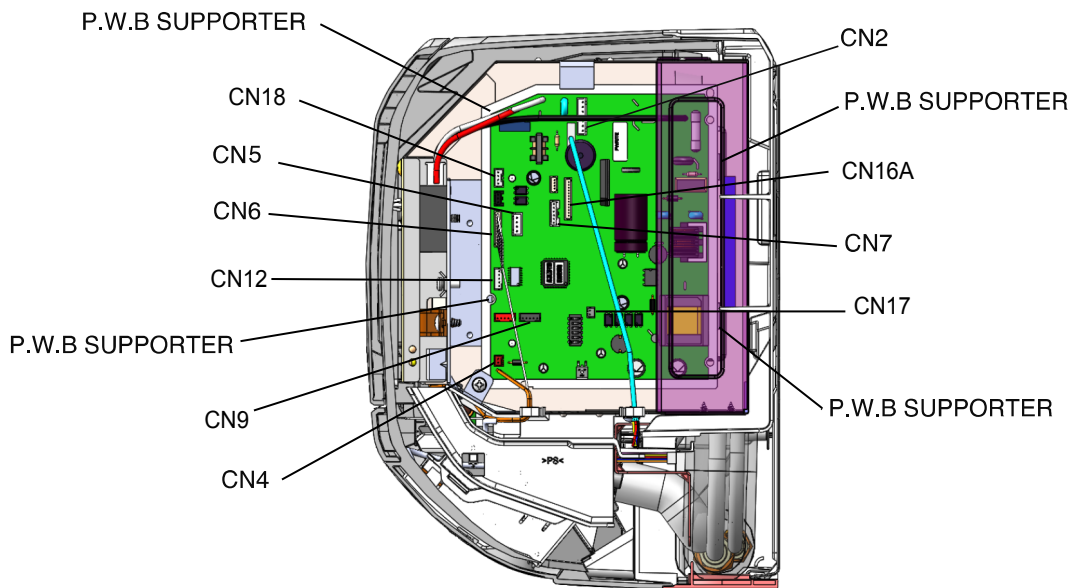 P.W.B SUPPORTER
CN2
CN18
P.W.B SUPPORTER
CN5
CN16A
CN6
CN7
CN12
CN17
P.W.B SUPPORTER
P.W.B SUPPORTER
CN9
CN4
>PS<